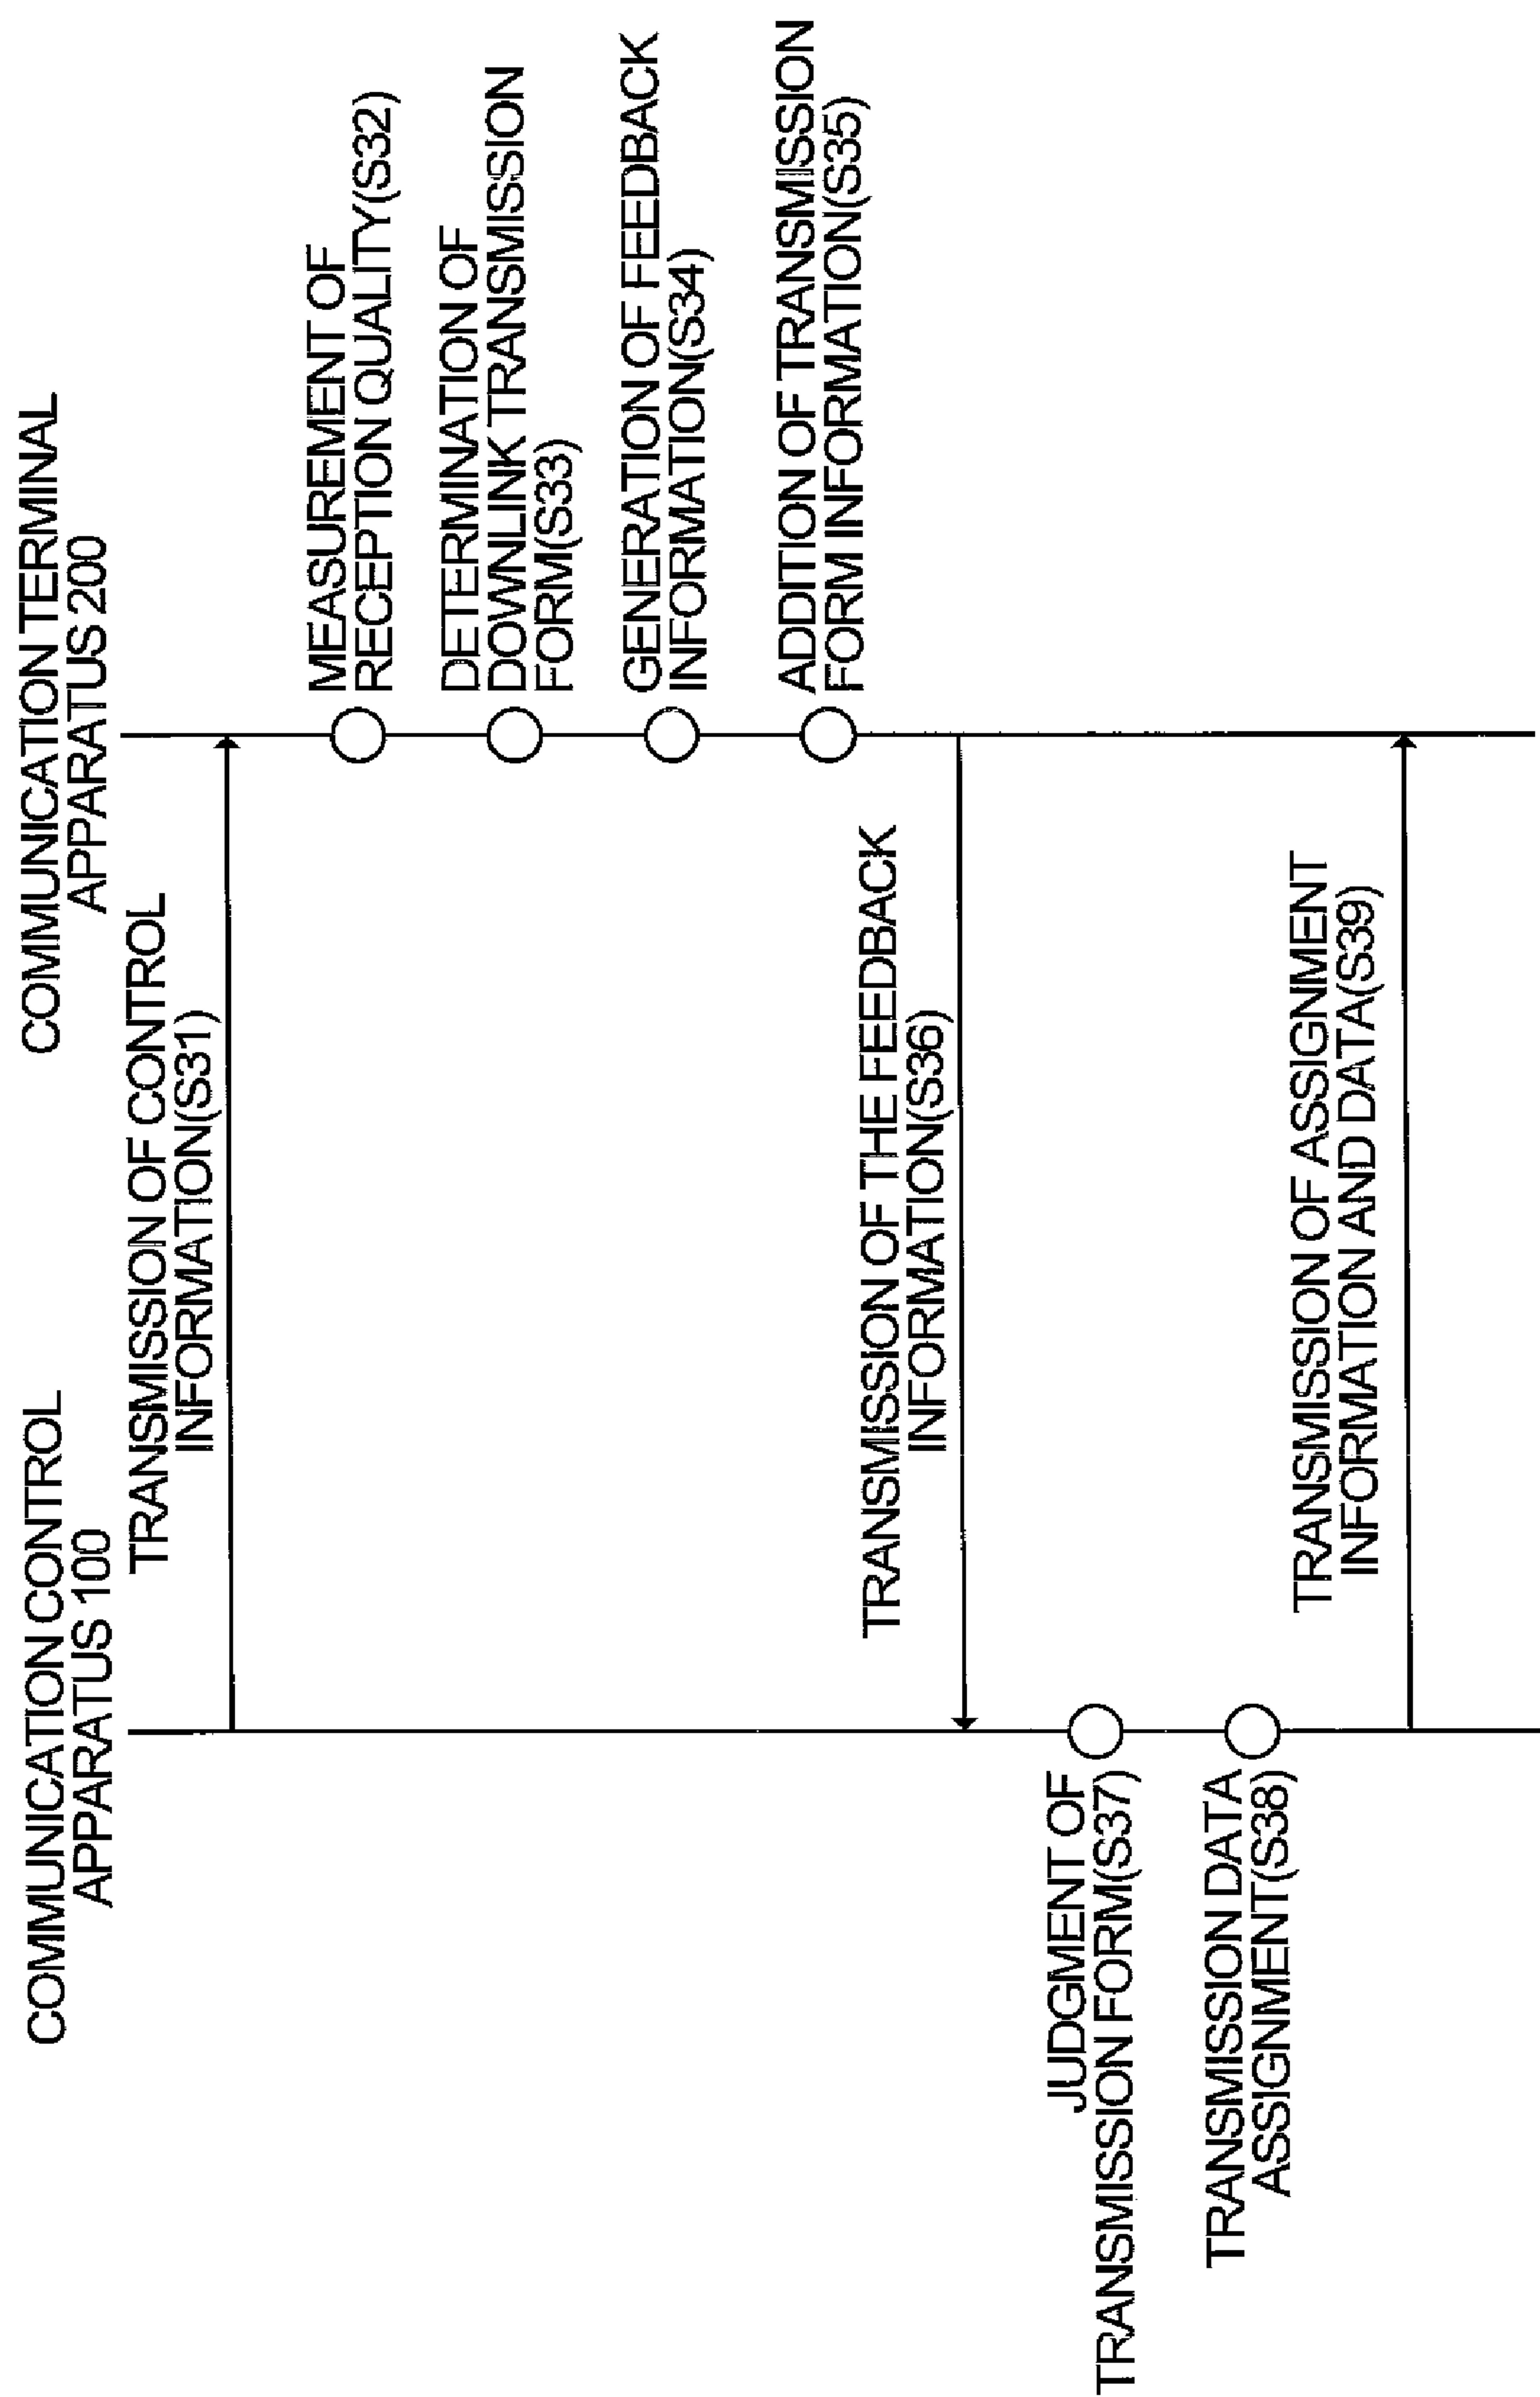 COMMUNICATION CONTROL
APPARATUS 100
COMMUNICATION TERMINAL
APPARATUS 200
TRANSMISSION OF CONTROL
INFORMATION(S31)
MEASUREMENT OF
RECEPTION QUALITY(S32)
DETERMINATION OF
DOWNLINK TRANSMISSION
FORM(S33)
GENERATION OF FEEDBACK
INFORMATION(S34)
ADDITION OF TRANSMISSION
FORM INFORMATION(S35)
TRANSMISSION OF THE FEEDBACK
INFORMATION(S36)
JUDGMENT OF
TRANSMISSION FORM(S37)
TRANSMISSION DATA
ASSIGNMENT(S38)
TRANSMISSION OF ASSIGNMENT
INFORMATION AND DATA(S39)